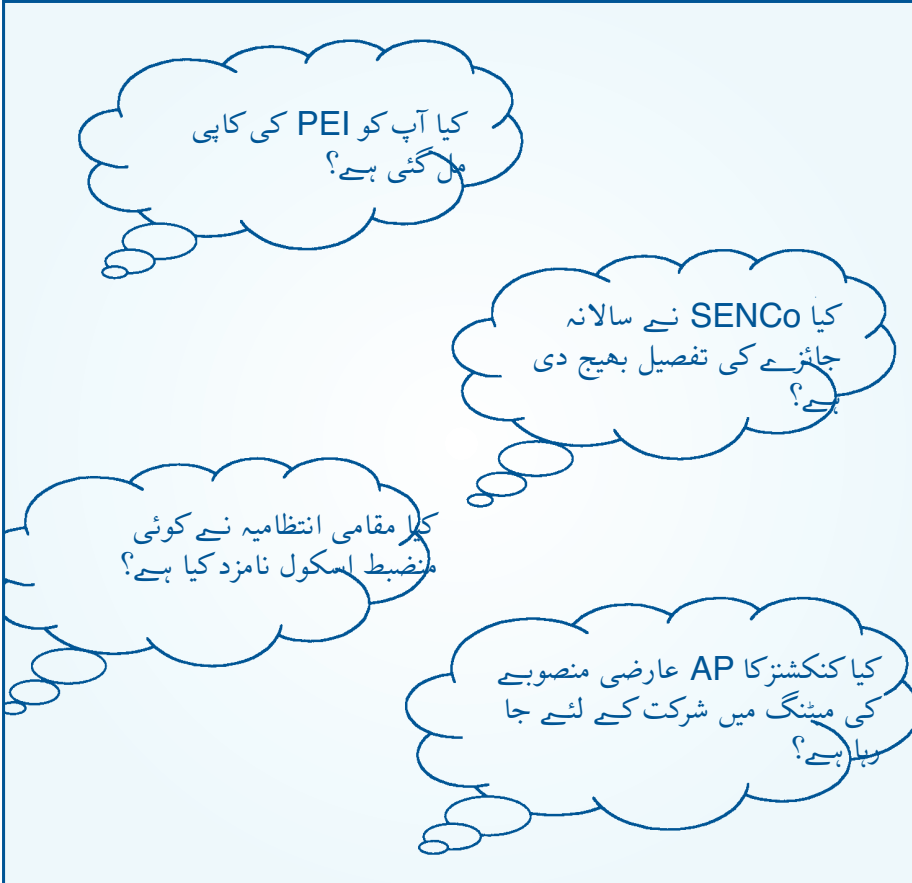 کیا آپ کو PEI کی کاپی
مل گئی ہے؟
کیا SENCo نے سالانہ
جائزے کی تفصیل بھیج دی
ہے؟
کیا مقامی انتظامیہ نے کوئی
منضبط اسکول نامزد کیا ہے؟
کیا کنکشنز کا AP عارضی منصوبے
کی میٹنگ میں شرکت کے لئے جا
رہا ہے؟